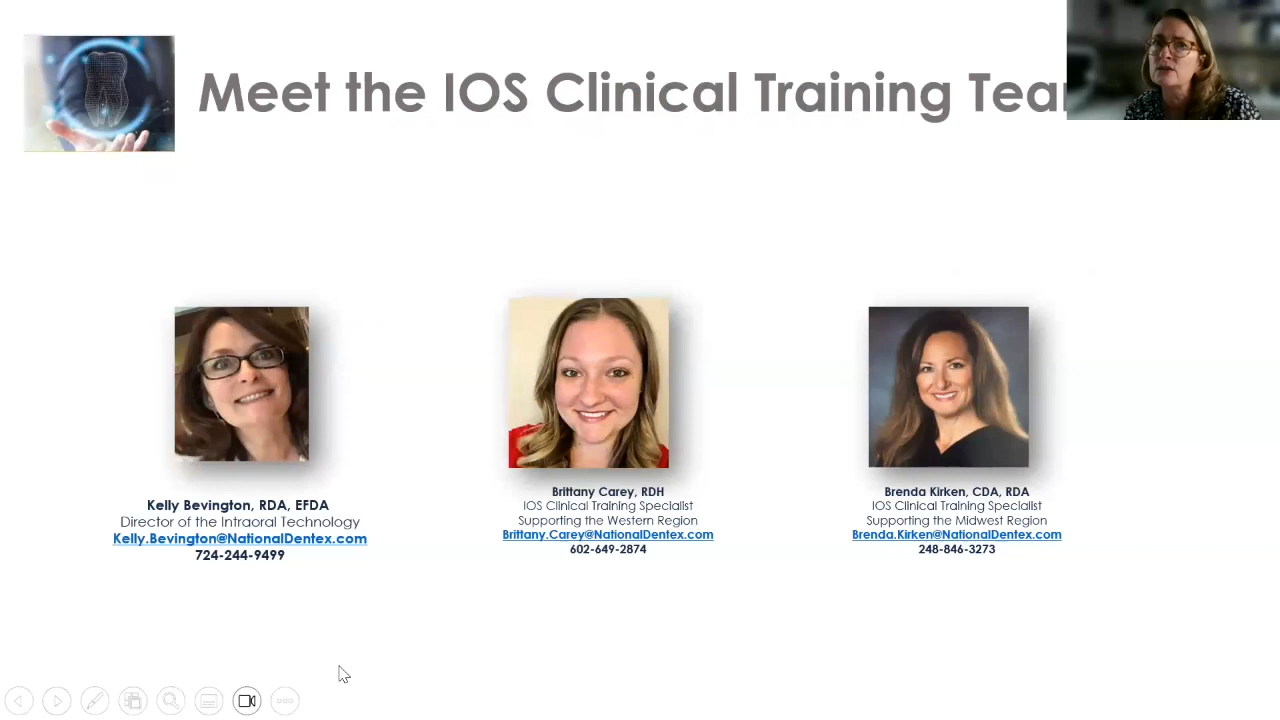 Meet the IOS Clinical Training Tea
Kelly Bevington, RDA, EFDA
Director of the Intraoral Technology
Kelly.Bevington@NationalDentex.com
724-244-9499
Brittany Carey, RDH
IOS Clinical Training Specialist
Supporting the Western Region
Brittany.Carey@NationalDentex.com
602-649-2874
Brenda Kirken, CDA, RDA
IOS Clinical Training Specialist
Supporting the Midwest Region
Brenda.Kirken@NationalDentex.com
248-846-3273